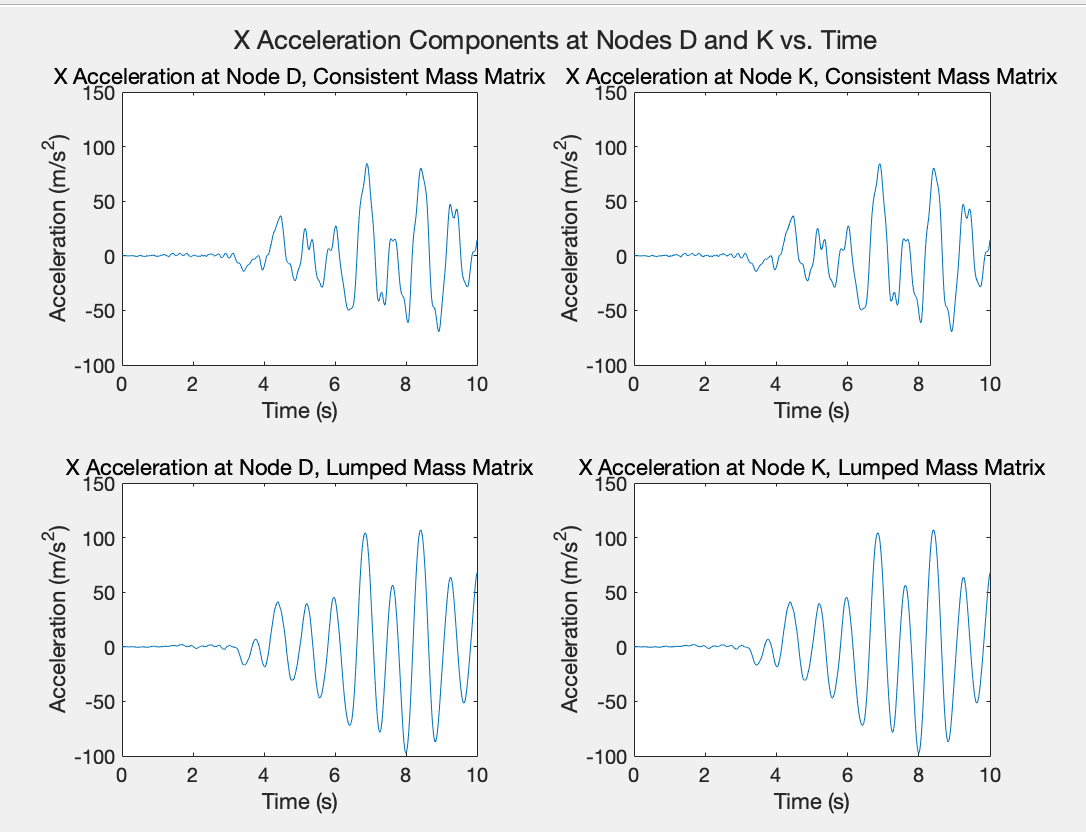 X Acceleration Components at Nodes D and K vs. Time
X Acceleration at Node D, Consistent Mass Matrix
150
100
50
0
-50
-100
Acceleration (m/s²)
0 2 4 6 8 10
Time (s)
X Acceleration at Node K, Consistent Mass Matrix
150
100
50
0
-50
-100
Acceleration (m/s²)
0 2 4 6 8 10
Time (s)
X Acceleration at Node D, Lumped Mass Matrix
150
100
50
0
-50
-100
Acceleration (m/s²)
0 2 4 6 8 10
Time (s)
X Acceleration at Node K, Lumped Mass Matrix
150
100
50
0
-50
-100
Acceleration (m/s²)
0 2 4 6 8 10
Time (s)